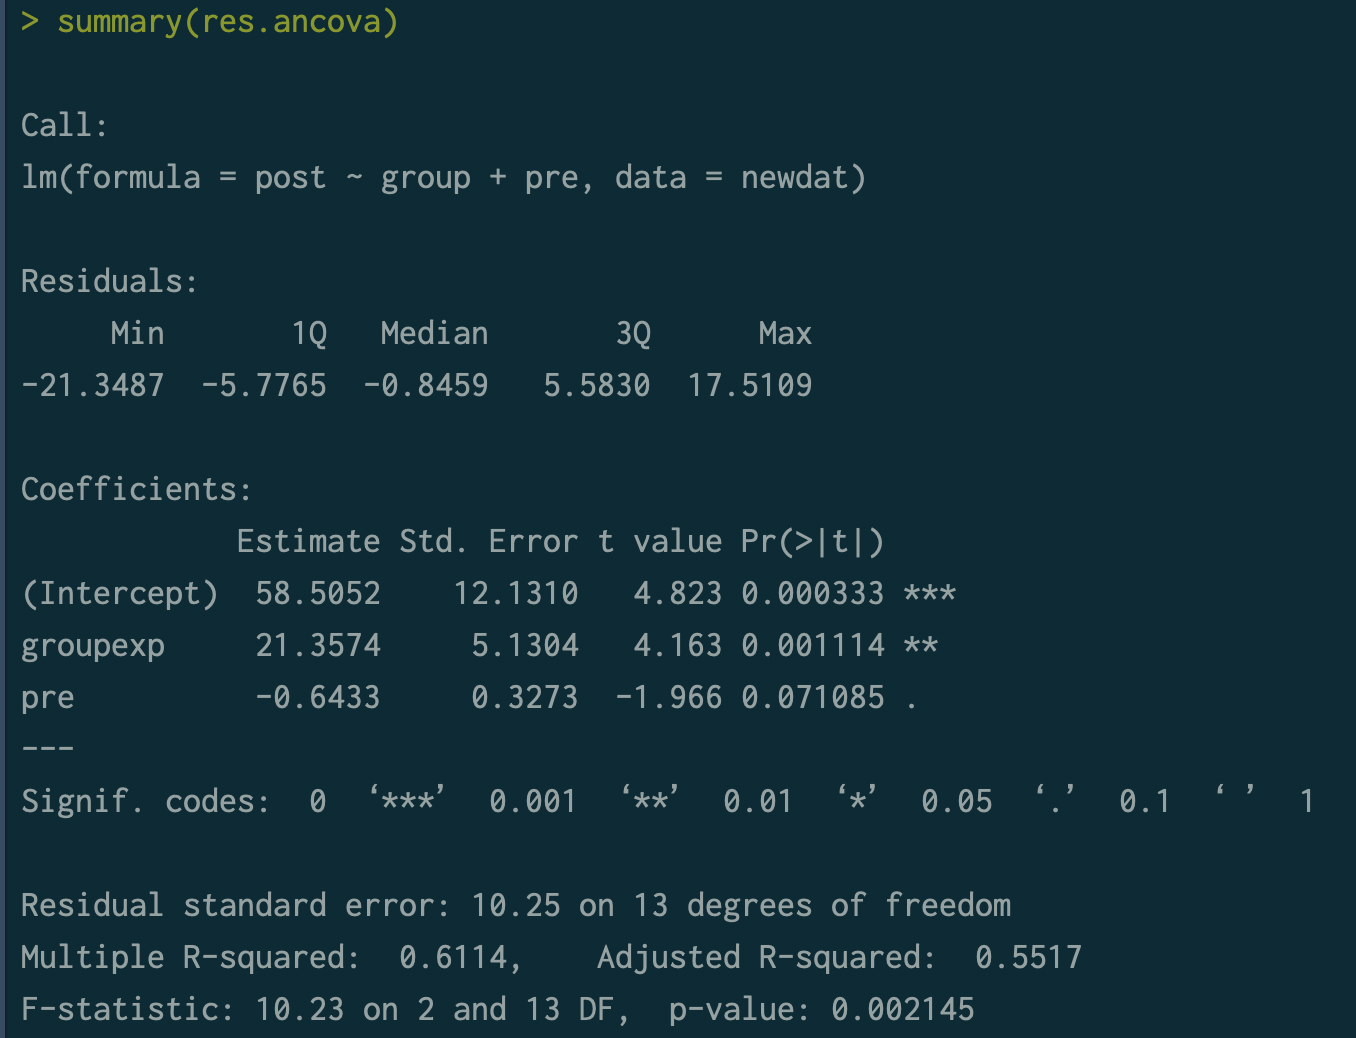 > summary(res.ancova)
Call:
lm(formula = post ~ group + pre, data = newdat)
Residuals:
     Min       1Q   Median       3Q      Max
-21.3487  -5.7765  -0.8459   5.5830  17.5109
Coefficients:
            Estimate Std. Error t value Pr(>|t|)
(Intercept)  58.5052    12.1310   4.823 0.000333 ***
groupexp     21.3574     5.1304   4.163 0.001114 **
pre          -0.6433     0.3273  -1.966 0.071085 .
---
Signif. codes:  0  ‘***’  0.001  ‘**’  0.01  ‘*’  0.05  ‘.’  0.1  ‘ ’  1
Residual standard error: 10.25 on 13 degrees of freedom
Multiple R-squared:  0.6114,    Adjusted R-squared:  0.5517
F-statistic: 10.23 on 2 and 13 DF,  p-value: 0.002145